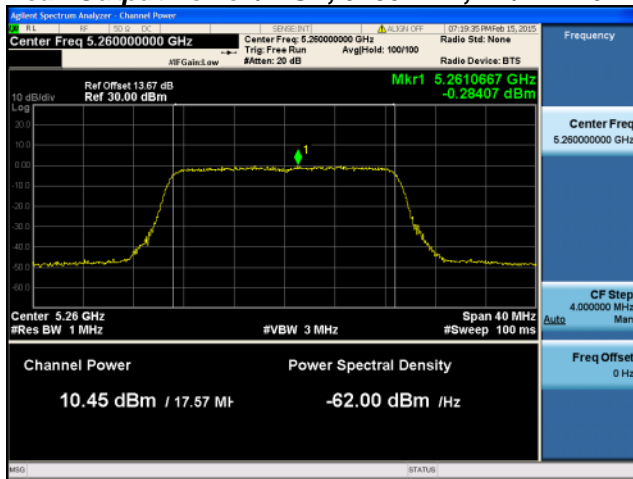 Agilent Spectrum Analyzer - Channel Power
RL RF 50 Ω DC SENSE:INT ALIGN OFF 07:19:35 PM Feb 15, 2015
Center Freq 5.260000000 GHz
Center Freq: 5.260000000 GHz
Radio Std: None
Trig: Free Run Avg|Hold: 100/100
#IFGain:Low #Atten: 20 dB Radio Device: BTS
Frequency
Ref Offset 13.67 dB
Mkr1 5.2610667 GHz
10 dB/div Ref 30.00 dBm -0.28407 dBm
Log
20.0
10.0
0.00
-10.0
-20.0
-30.0
-40.0
-50.0
-60.0
1
Center Freq
5.260000000 GHz
Center 5.26 GHz Span 40 MHz
#Res BW 1 MHz #VBW 3 MHz #Sweep 100 ms
CF Step
4.000000 MHz
Auto Man
Channel Power Power Spectral Density
10.45 dBm / 17.57 MH -62.00 dBm /Hz
Freq Offset
0 Hz
MSG STATUS